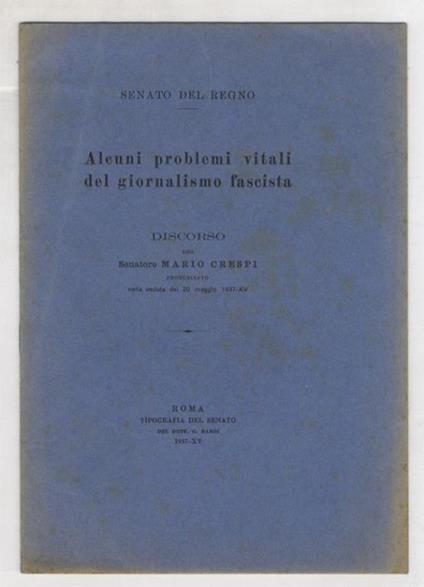 SENATO DEL REGNO
Alcuni problemi vitali
del giornalismo fascista
DISCORSO
DEL
Senatore MARIO CRESPI
PRONUNCIATO
nella seduta del 20 maggio 1937-XV
ROMA
TIPOGRAFIA DEL SENATO
DEL DOTT. G. BARDI
1937-XV